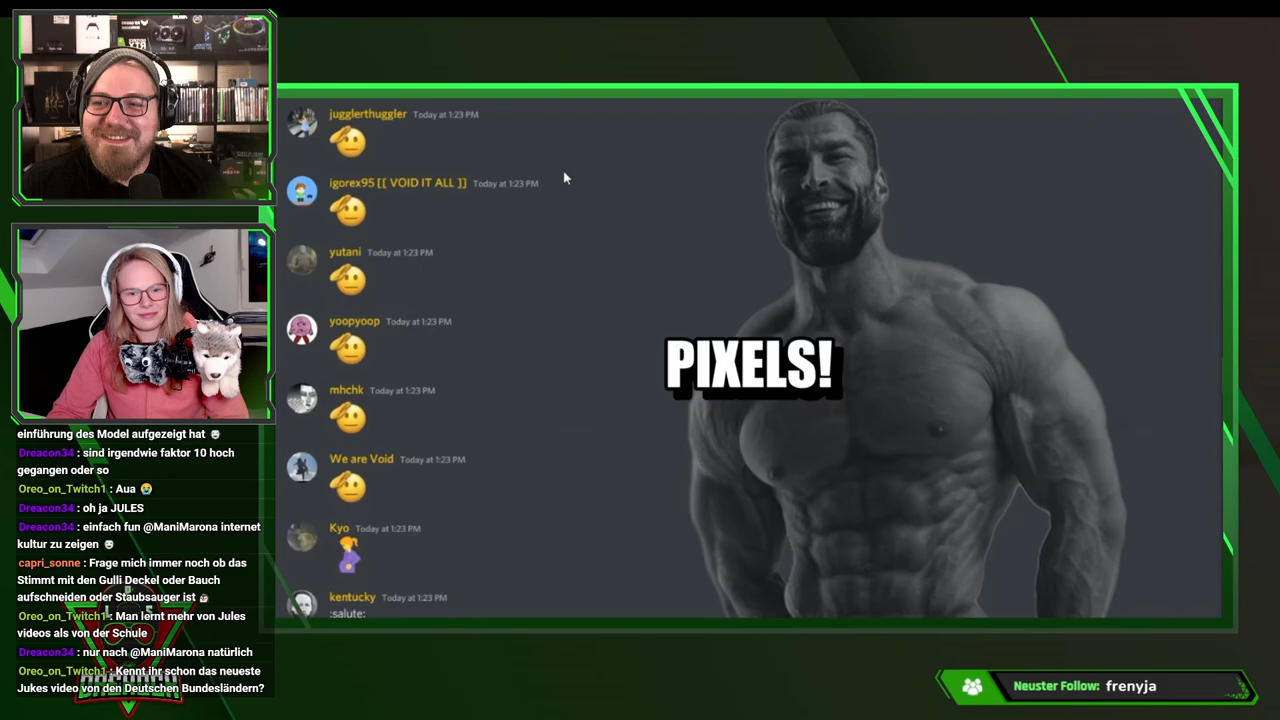 jugglerthuggler Today at 1:23 PM
igorex95 [[ VOID IT ALL ]] Today at 1:23 PM
yutani Today at 1:23 PM
yoopyoop Today at 1:23 PM
PIXELS!
mhchk Today at 1:23 PM
We are Void Today at 1:23 PM
Kyo Today at 1:23 PM
kentucky Today at 1:23 PM
:salute:
einführung des Model aufgezeigt hat
Dreacon34 : sind irgendwie faktor 10 hoch
gegangen oder so
Oreo_on_Twitch1 : Aua
Dreacon34 : oh ja JULES
Dreacon34 : einfach fun @ManiMarona internet
kultur zu zeigen
capri_sonne : Frage mich immer noch ob das
Stimmt mit den Gulli Deckel oder Bauch
aufschneiden oder Staubsauger ist
Oreo_on_Twitch1 : Man lernt mehr von Jules
videos als von der Schule
Dreacon34 : nur nach @ManiMarona natürlich
Oreo_on_Twitch1 : Kennt ihr schon das neueste
Jukes video von den Deutschen Bundesländern?
Neuster Follow: frenyja